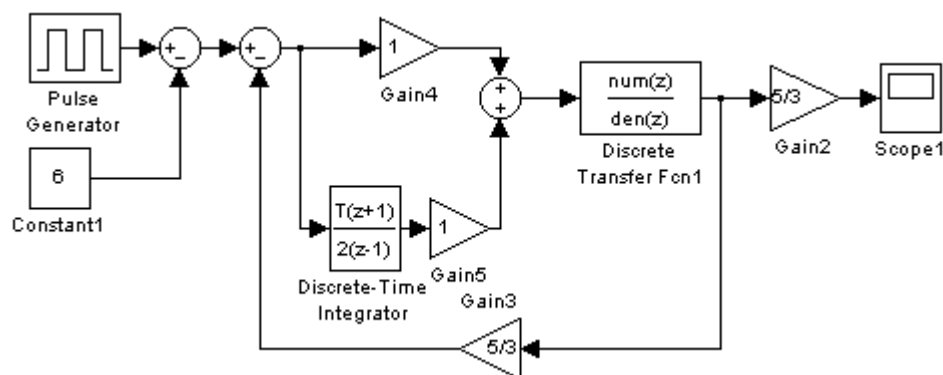 Pulse
Generator
6
Constant1
+
−
+
−
1
Gain4
T(z+1)
2(z-1)
Discrete-Time
Integrator
1
Gain5
+
+
num(z)
den(z)
Discrete
Transfer Fcn1
5/3
Gain2
Scope1
Gain3
5/3